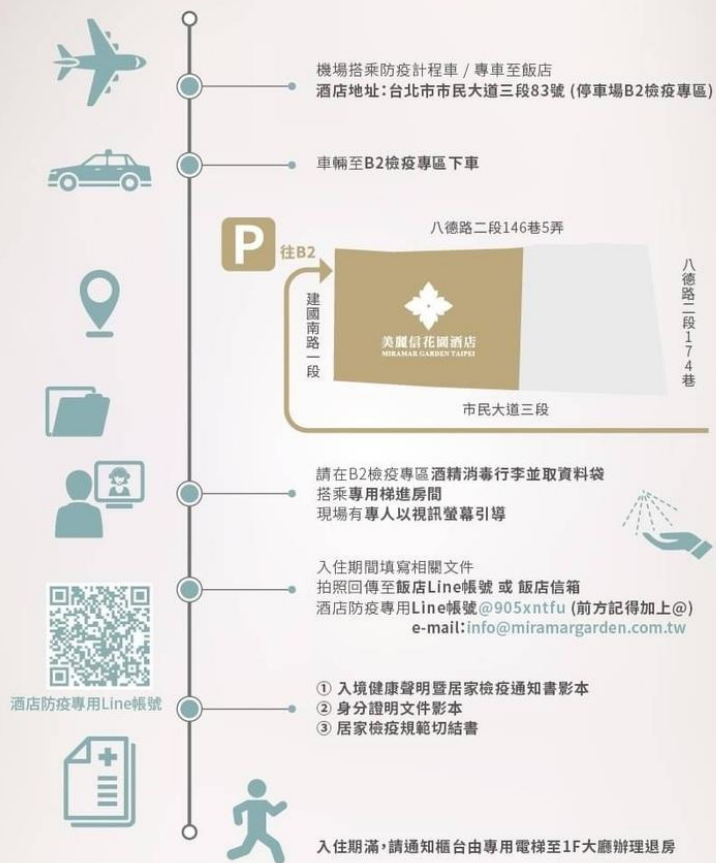 機場搭乘防疫計程車 / 專車至飯店
酒店地址:台北市市民大道三段83號 (停車場B2檢疫專區)
車輛至B2檢疫專區下車
八德路二段146巷5弄
P 往B2
建國南路一段
美麗信花園酒店
MIRAMAR GARDEN TAIPEI
八德路二段174巷
市民大道三段
請在B2檢疫專區酒精消毒行李並取資料袋
搭乘專用梯進房間
現場有專人以視訊螢幕引導
入住期間填寫相關文件
拍照回傳至飯店Line帳號 或 飯店信箱
酒店防疫專用Line帳號@905xntfu (前方記得加上@)
e-mail:info@miramargarden.com.tw
酒店防疫專用Line帳號
① 入境健康聲明暨居家檢疫通知書影本
② 身分證明文件影本
③ 居家檢疫規範切結書
入住期滿,請通知櫃台由專用電梯至1F大廳辦理退房